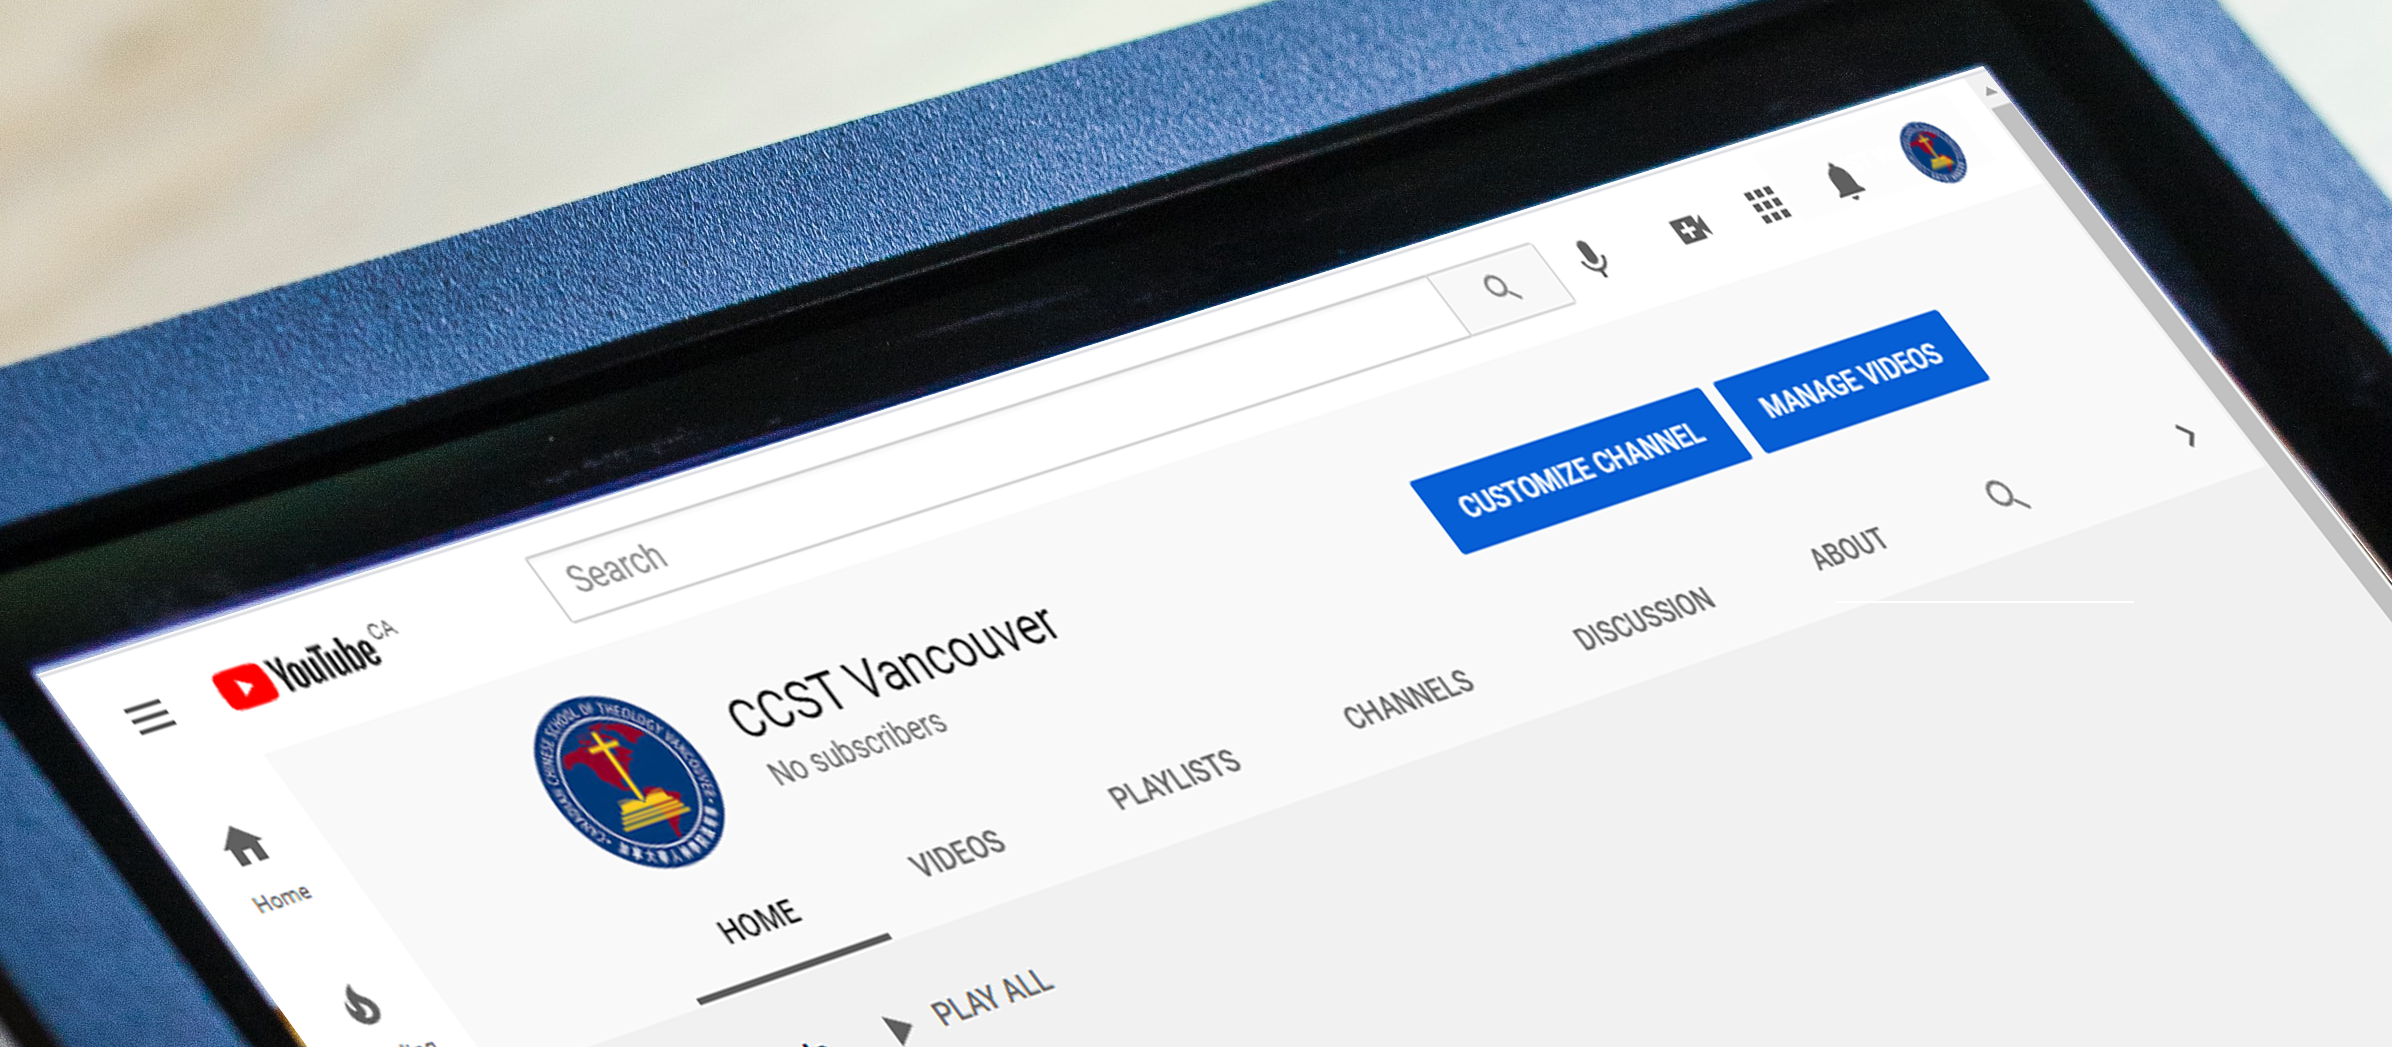 YouTube CA
Search
CUSTOMIZE CHANNEL
MANAGE VIDEOS
CCST Vancouver
No subscribers
CANADIAN CHINESE SCHOOL OF THEOLOGY VANCOUVER
Home
HOME
VIDEOS
PLAYLISTS
CHANNELS
DISCUSSION
ABOUT
PLAY ALL